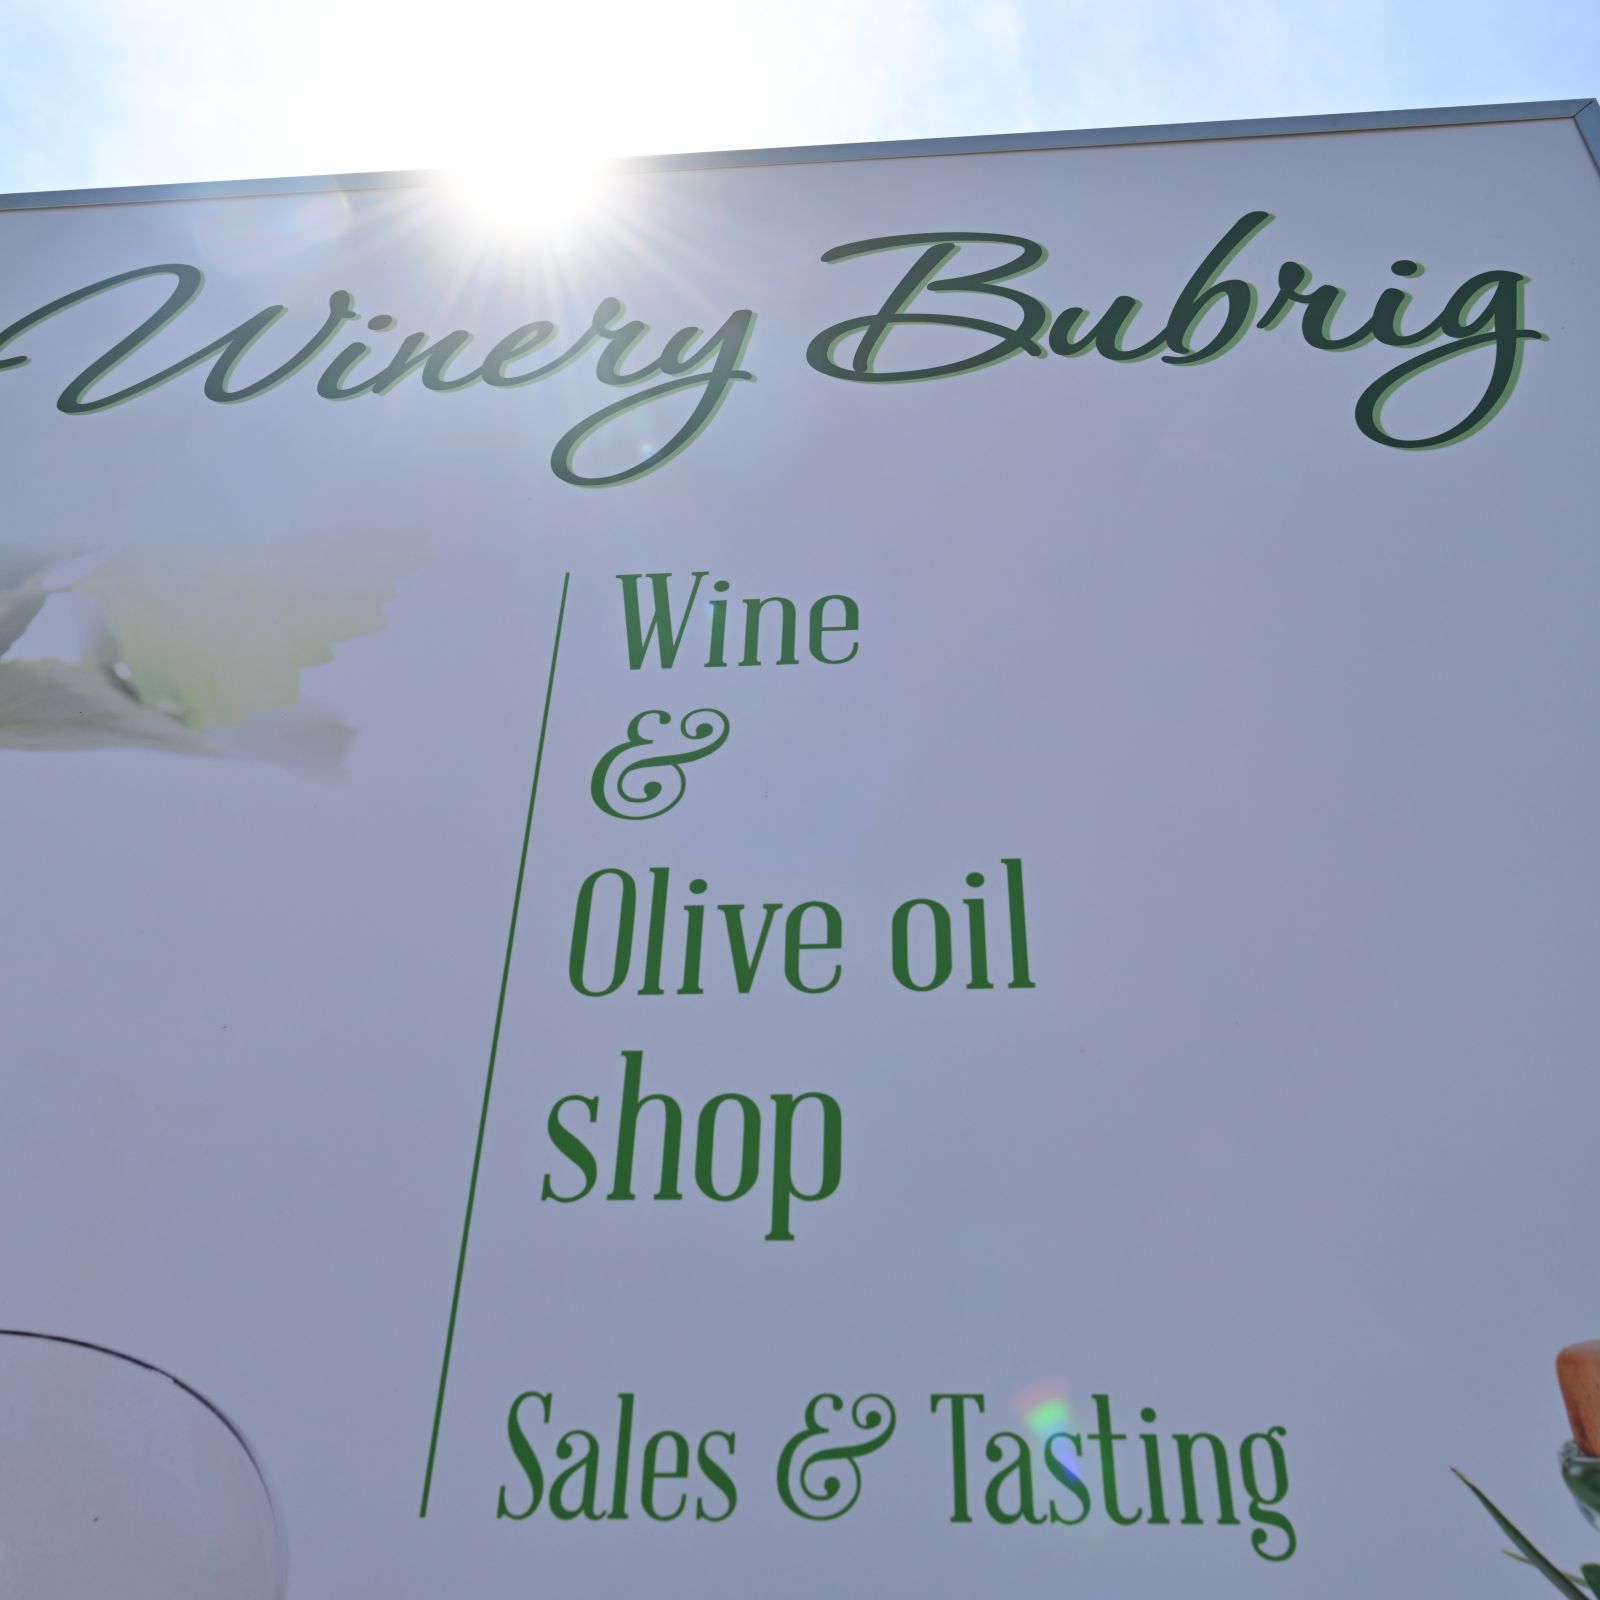 Winery Bubrig
Wine
&
Olive oil
shop
Sales & Tasting